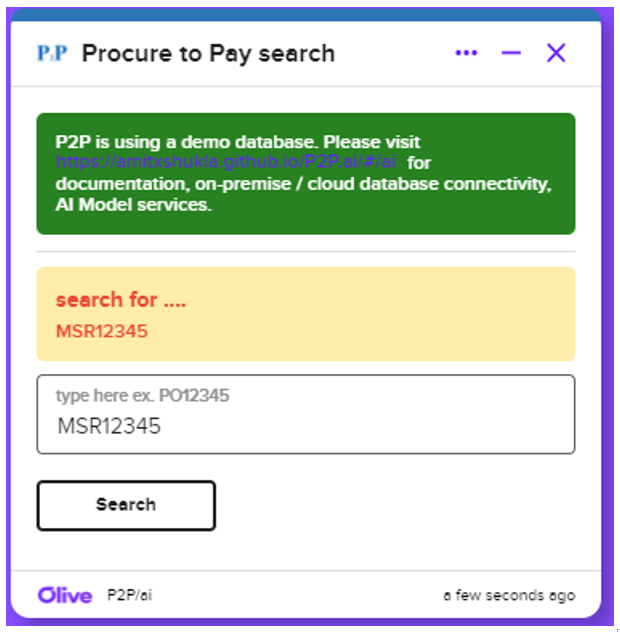 P2P Procure to Pay search
P2P is using a demo database. Please visit
https://amitxshukla.github.io/P2P.ai/#/ai for
documentation, on-premise / cloud database connectivity,
AI Model services.
search for ....
MSR12345
type here ex. PO12345
MSR12345
Search
Olive P2P/ai a few seconds ago